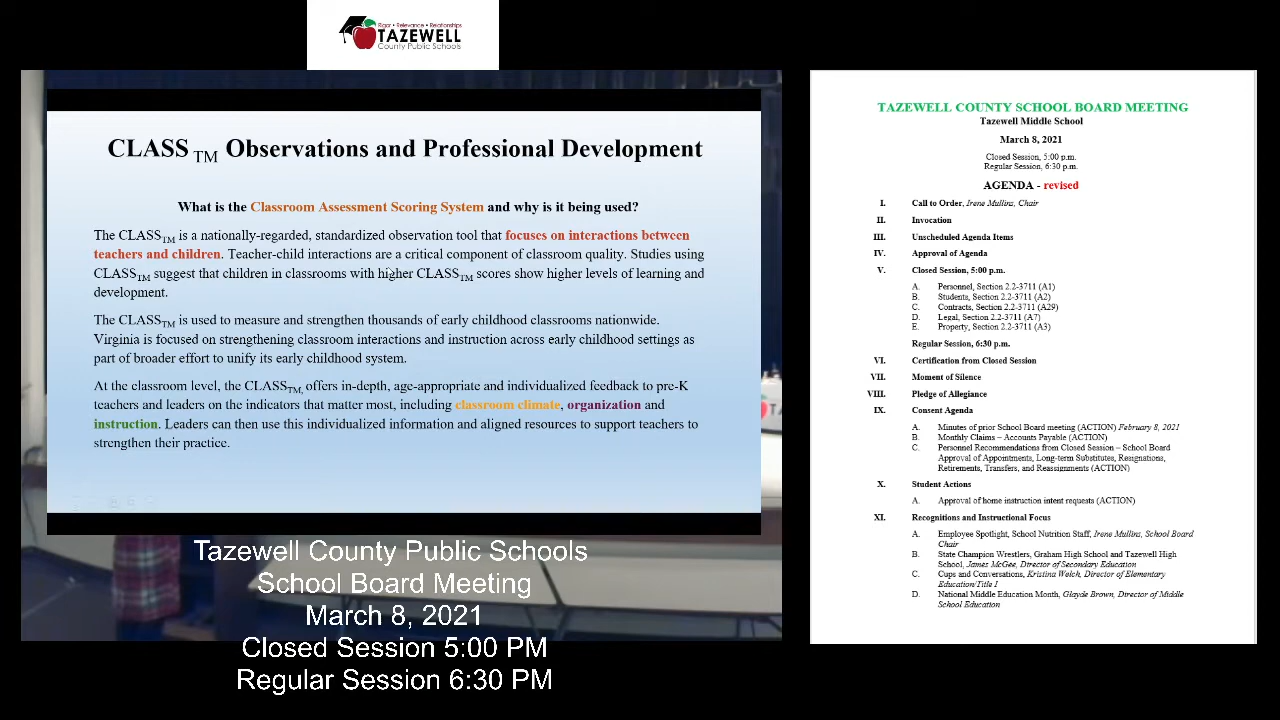 Rigor • Relevance • Relationships
TAZEWELL
County Public Schools
CLASS TM Observations and Professional Development
What is the Classroom Assessment Scoring System and why is it being used?
The CLASSTM is a nationally-regarded, standardized observation tool that focuses on interactions between
teachers and children. Teacher-child interactions are a critical component of classroom quality. Studies using
CLASSTM suggest that children in classrooms with higher CLASSTM scores show higher levels of learning and
development.
The CLASSTM is used to measure and strengthen thousands of early childhood classrooms nationwide.
Virginia is focused on strengthening classroom interactions and instruction across early childhood settings as
part of broader effort to unify its early childhood system.
At the classroom level, the CLASSTM, offers in-depth, age-appropriate and individualized feedback to pre-K
teachers and leaders on the indicators that matter most, including classroom climate, organization and
instruction. Leaders can then use this individualized information and aligned resources to support teachers to
strengthen their practice.
Tazewell County Public Schools
School Board Meeting
March 8, 2021
Closed Session 5:00 PM
Regular Session 6:30 PM
TAZEWELL COUNTY SCHOOL BOARD MEETING
Tazewell Middle School
March 8, 2021
Closed Session, 5:00 p.m.
Regular Session, 6:30 p.m.
AGENDA - revised
I. Call to Order, Irene Mullins, Chair
II. Invocation
III. Unscheduled Agenda Items
IV. Approval of Agenda
V. Closed Session, 5:00 p.m.
A. Personnel, Section 2.2-3711 (A1)
B. Students, Section 2.2-3711 (A2)
C. Contracts, Section 2.2-3711 (A29)
D. Legal, Section 2.2-3711 (A7)
E. Property, Section 2.2-3711 (A3)
Regular Session, 6:30 p.m.
VI. Certification from Closed Session
VII. Moment of Silence
VIII. Pledge of Allegiance
IX. Consent Agenda
A. Minutes of prior School Board meeting (ACTION) February 8, 2021
B. Monthly Claims – Accounts Payable (ACTION)
C. Personnel Recommendations from Closed Session – School Board
Approval of Appointments, Long-term Substitutes, Resignations,
Retirements, Transfers, and Reassignments (ACTION)
X. Student Actions
A. Approval of home instruction intent requests (ACTION)
XI. Recognitions and Instructional Focus
A. Employee Spotlight, School Nutrition Staff, Irene Mullins, School Board
Chair
B. State Champion Wrestlers, Graham High School and Tazewell High
School, James McGee, Director of Secondary Education
C. Cups and Conversations, Kristina Welch, Director of Elementary
Education/Title I
D. National Middle Education Month, Glayde Brown, Director of Middle
School Education